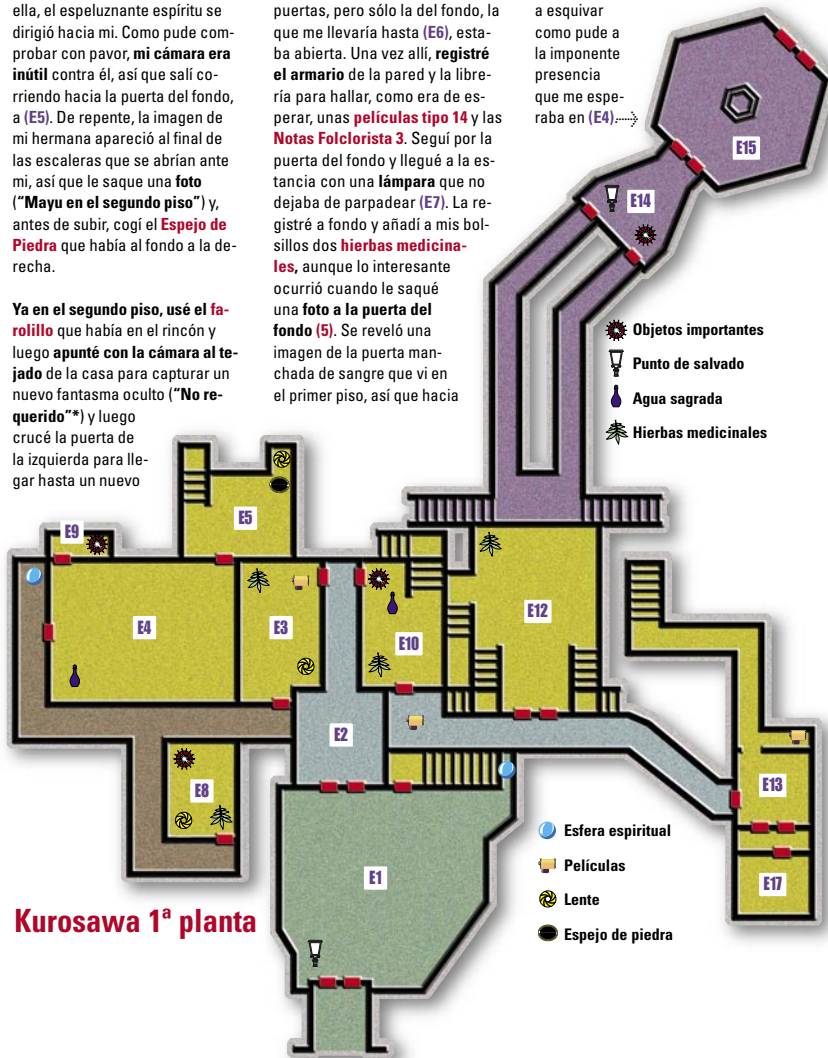 ella, el espeluznante espíritu se
dirigió hacia mi. Como pude com-
probar con pavor, mi cámara era
inútil contra él, así que salí co-
rriendo hacia la puerta del fondo,
a (E5). De repente, la imagen de
mi hermana apareció al final de
las escaleras que se abrían ante
mi, así que le saque una foto
("Mayu en el segundo piso") y,
antes de subir, cogí el Espejo de
Piedra que había al fondo a la de-
recha.
Ya en el segundo piso, usé el fa-
rolillo que había en el rincón y
luego apunté con la cámara al te-
jado de la casa para capturar un
nuevo fantasma oculto ("No re-
querido"*) y luego
crucé la puerta de
la izquierda para lle-
gar hasta un nuevo
puertas, pero sólo la del fondo, la
que me llevaría hasta (E6), esta-
ba abierta. Una vez allí, registré
el armario de la pared y la libre-
ría para hallar, como era de es-
perar, unas películas tipo 14 y las
Notas Folclorista 3. Seguí por la
puerta del fondo y llegué a la es-
tancia con una lámpara que no
dejaba de parpadear (E7). La re-
gistré a fondo y añadí a mis bol-
sillos dos hierbas medicina-
les, aunque lo interesante
ocurrió cuando le saqué
una foto a la puerta del
fondo (5). Se reveló una
imagen de la puerta man-
chada de sangre que vi en
el primer piso, así que hacia
a esquivar
como pude a
la imponente
presencia
que me espe-
raba en (E4).
E15
E14
Objetos importantes
Punto de salvado
Agua sagrada
Hierbas medicinales
E5
E9
E4
E3
E10
E12
E2
E8
E13
E1
E17
Esfera espiritual
Películas
Lente
Espejo de piedra
Kurosawa 1ª planta